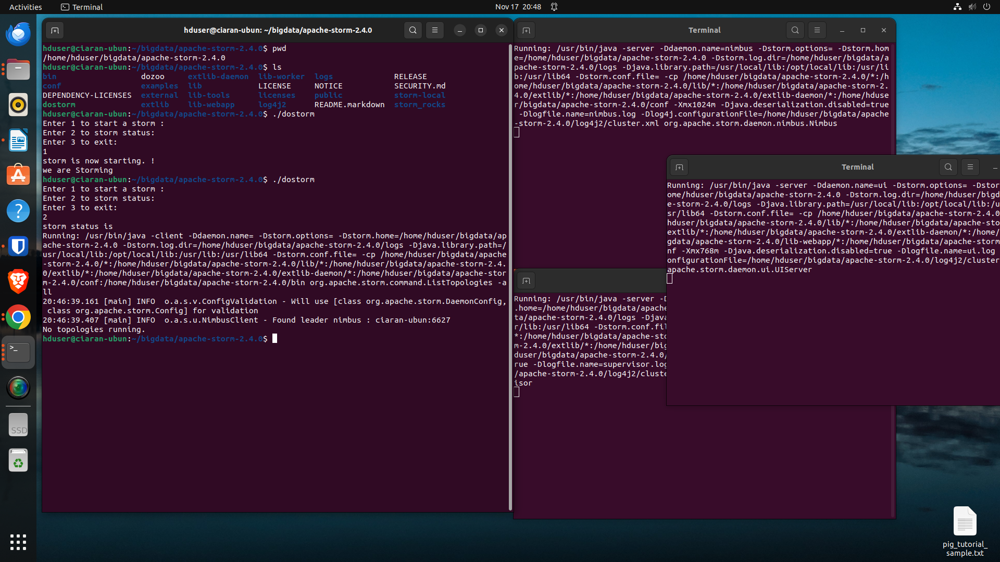 Activities
Terminal
Nov 17 20:48
hduser@ciaran-ubun: ~/bigdata/apache-storm-2.4.0
hduser@ciaran-ubun:~/bigdata/apache-storm-2.4.0$ pwd
/home/hduser/bigdata/apache-storm-2.4.0
hduser@ciaran-ubun:~/bigdata/apache-storm-2.4.0$ ls
bin dozoo extlib-daemon lib-worker logs RELEASE
conf examples lib LICENSE NOTICE SECURITY.md
DEPENDENCY-LICENSES external lib-tools licenses public storm-local
dostorm extlib lib-webapp log4j2 README.markdown storm_rocks
hduser@ciaran-ubun:~/bigdata/apache-storm-2.4.0$ ./dostorm
Enter 1 to start a storm :
Enter 2 to storm status:
Enter 3 to exit:
1
storm is now starting. !
we are Storming
hduser@ciaran-ubun:~/bigdata/apache-storm-2.4.0$ ./dostorm
Enter 1 to start a storm :
Enter 2 to storm status:
Enter 3 to exit:
2
storm status is
Running: /usr/bin/java -client -Ddaemon.name= -Dstorm.options= -Dstorm.home=/home/hduser/bigdata/ap
ache-storm-2.4.0 -Dstorm.log.dir=/home/hduser/bigdata/apache-storm-2.4.0/logs -Djava.library.path=/
usr/local/lib:/opt/local/lib:/usr/lib:/usr/lib64 -Dstorm.conf.file= -cp /home/hduser/bigdata/apache
-storm-2.4.0/*:/home/hduser/bigdata/apache-storm-2.4.0/lib/*:/home/hduser/bigdata/apache-storm-2.4.
0/extlib/*:/home/hduser/bigdata/apache-storm-2.4.0/extlib-daemon/*:/home/hduser/bigdata/apache-stor
m-2.4.0/conf:/home/hduser/bigdata/apache-storm-2.4.0/bin org.apache.storm.command.ListTopologies -a
ll
20:46:39.161 [main] INFO  o.a.s.v.ConfigValidation - Will use [class org.apache.storm.DaemonConfig,
 class org.apache.storm.Config] for validation
20:46:39.407 [main] INFO  o.a.s.u.NimbusClient - Found leader nimbus : ciaran-ubun:6627
No topologies running.
hduser@ciaran-ubun:~/bigdata/apache-storm-2.4.0$
Terminal
Running: /usr/bin/java -server -Ddaemon.name=nimbus -Dstorm.options= -Dstorm.hom
e=/home/hduser/bigdata/apache-storm-2.4.0 -Dstorm.log.dir=/home/hduser/bigdata/a
pache-storm-2.4.0/logs -Djava.library.path=/usr/local/lib:/opt/local/lib:/usr/li
b:/usr/lib64 -Dstorm.conf.file= -cp /home/hduser/bigdata/apache-storm-2.4.0/*:/h
ome/hduser/bigdata/apache-storm-2.4.0/lib/*:/home/hduser/bigdata/apache-storm-2.
4.0/extlib/*:/home/hduser/bigdata/apache-storm-2.4.0/extlib-daemon/*:/home/hduse
r/bigdata/apache-storm-2.4.0/conf -Xmx1024m -Djava.deserialization.disabled=true
 -Dlogfile.name=nimbus.log -Dlog4j.configurationFile=/home/hduser/bigdata/apache
-storm-2.4.0/log4j2/cluster.xml org.apache.storm.daemon.nimbus.Nimbus
Terminal
Running: /usr/bin/java -server -Ddaemon.name=ui -Dstorm.options= -Dstor
ome/hduser/bigdata/apache-storm-2.4.0 -Dstorm.log.dir=/home/hduser/bigd
e-storm-2.4.0/logs -Djava.library.path=/usr/local/lib:/opt/local/lib:/u
sr/lib64 -Dstorm.conf.file= -cp /home/hduser/bigdata/apache-storm-2.4.0
hduser/bigdata/apache-storm-2.4.0/lib/*:/home/hduser/bigdata/apache-sto
extlib/*:/home/hduser/bigdata/apache-storm-2.4.0/extlib-daemon/*:/home/
gdata/apache-storm-2.4.0/lib-webapp/*:/home/hduser/bigdata/apache-storm
nf -Xmx768m -Djava.deserialization.disabled=true -Dlogfile.name=ui.log
onfigurationFile=/home/hduser/bigdata/apache-storm-2.4.0/log4j2/cluster
apache.storm.daemon.ui.UIServer
Running: /usr/bin/java -server -D
.home=/home/hduser/bigdata/apache
ta/apache-storm-2.4.0/logs -Djava
r/lib:/usr/lib64 -Dstorm.conf.fil
*:/home/hduser/bigdata/apache-sto
m-2.4.0/extlib/*:/home/hduser/big
duser/bigdata/apache-storm-2.4.0/
rue -Dlogfile.name=supervisor.log
/apache-storm-2.4.0/log4j2/cluste
isor
SSD
pig_tutorial_
sample.txt